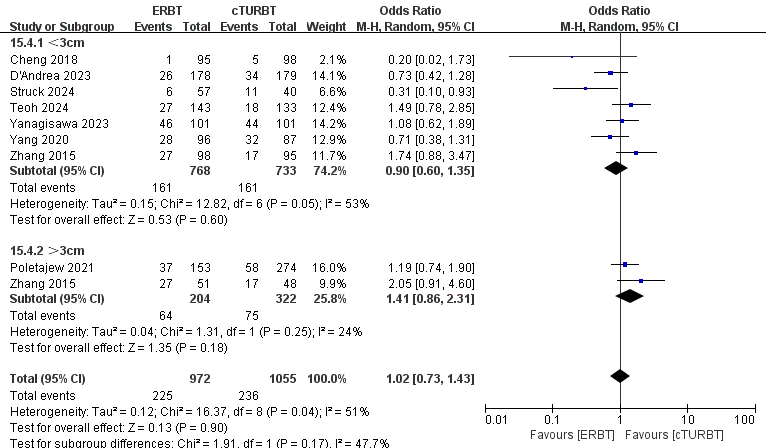 ERBT cTURBT Odds Ratio Odds Ratio
Study or Subgroup Events Total Events Total Weight M-H, Random, 95% CI M-H, Random, 95% CI
15.4.1 <3cm
Cheng 2018 1 95 5 98 2.1% 0.20 [0.02, 1.73]
D'Andrea 2023 26 178 34 179 14.1% 0.73 [0.42, 1.28]
Struck 2024 6 57 11 40 6.6% 0.31 [0.10, 0.93]
Teoh 2024 27 143 18 133 12.4% 1.49 [0.78, 2.85]
Yanagisawa 2023 46 101 44 101 14.3% 1.08 [0.62, 1.89]
Yang 2020 28 96 32 87 12.9% 0.71 [0.38, 1.31]
Zhang 2015 27 98 17 95 11.7% 1.74 [0.88, 3.47]
Subtotal (95% CI) 768 733 74.2% 0.90 [0.60, 1.35]
Total events 161 161
Heterogeneity: Tau² = 0.15; Chi² = 12.82, df = 6 (P = 0.05); I² = 53%
Test for overall effect: Z = 0.53 (P = 0.60)
15.4.2 >3cm
Poletajew 2021 37 153 58 274 16.0% 1.19 [0.74, 1.90]
Zhang 2015 27 51 17 48 9.9% 2.05 [0.91, 4.60]
Subtotal (95% CI) 204 322 25.8% 1.41 [0.86, 2.31]
Total events 64 75
Heterogeneity: Tau² = 0.04; Chi² = 1.31, df = 1 (P = 0.25); I² = 24%
Test for overall effect: Z = 1.35 (P = 0.18)
Total (95% CI) 972 1055 100.0% 1.02 [0.73, 1.43]
Total events 225 236
Heterogeneity: Tau² = 0.12; Chi² = 16.37, df = 8 (P = 0.04); I² = 51%
Test for overall effect: Z = 0.13 (P = 0.90)
Test for subgroup differences: Chi² = 1.91, df = 1 (P = 0.17), I² = 47.7%
0.01 0.1 1 10 100
Favours [ERBT] Favours [cTURBT]